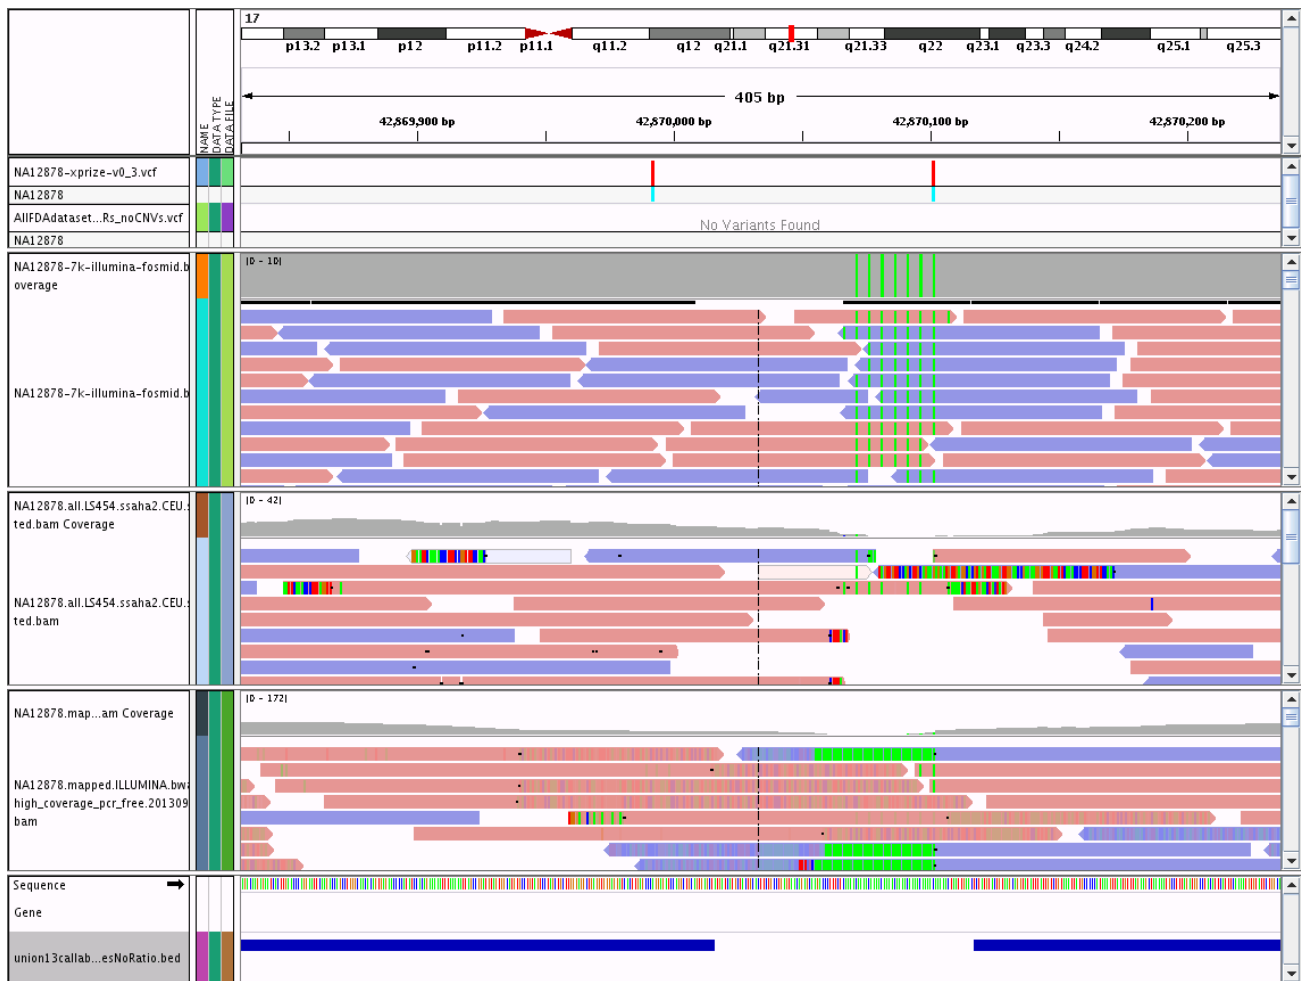 17
p13.2 p13.1 p12 p11.2 p11.1 q11.2 q12 q21.1 q21.31 q21.33 q22 q23.1 q23.3 q24.2 q25.1 q25.3
405 bp
42,869,900 bp 42,870,000 bp 42,870,100 bp 42,870,200 bp
NAME
DATA TYPE
DATA FILE
NA12878-xprize-v0_3.vcf
NA12878
AllFDAdataset...Rs_noCNVs.vcf
No Variants Found
NA12878
NA12878-7k-illumina-fosmid.b
overage
[0 - 10]
NA12878-7k-illumina-fosmid.b
NA12878.all.LS454.ssaha2.CEU.s
ted.bam Coverage
[0 - 42]
NA12878.all.LS454.ssaha2.CEU.s
ted.bam
NA12878.map...am Coverage
[0 - 172]
NA12878.mapped.ILLUMINA.bwa
high_coverage_pcr_free.201309
bam
Sequence
Gene
union13callab...esNoRatio.bed